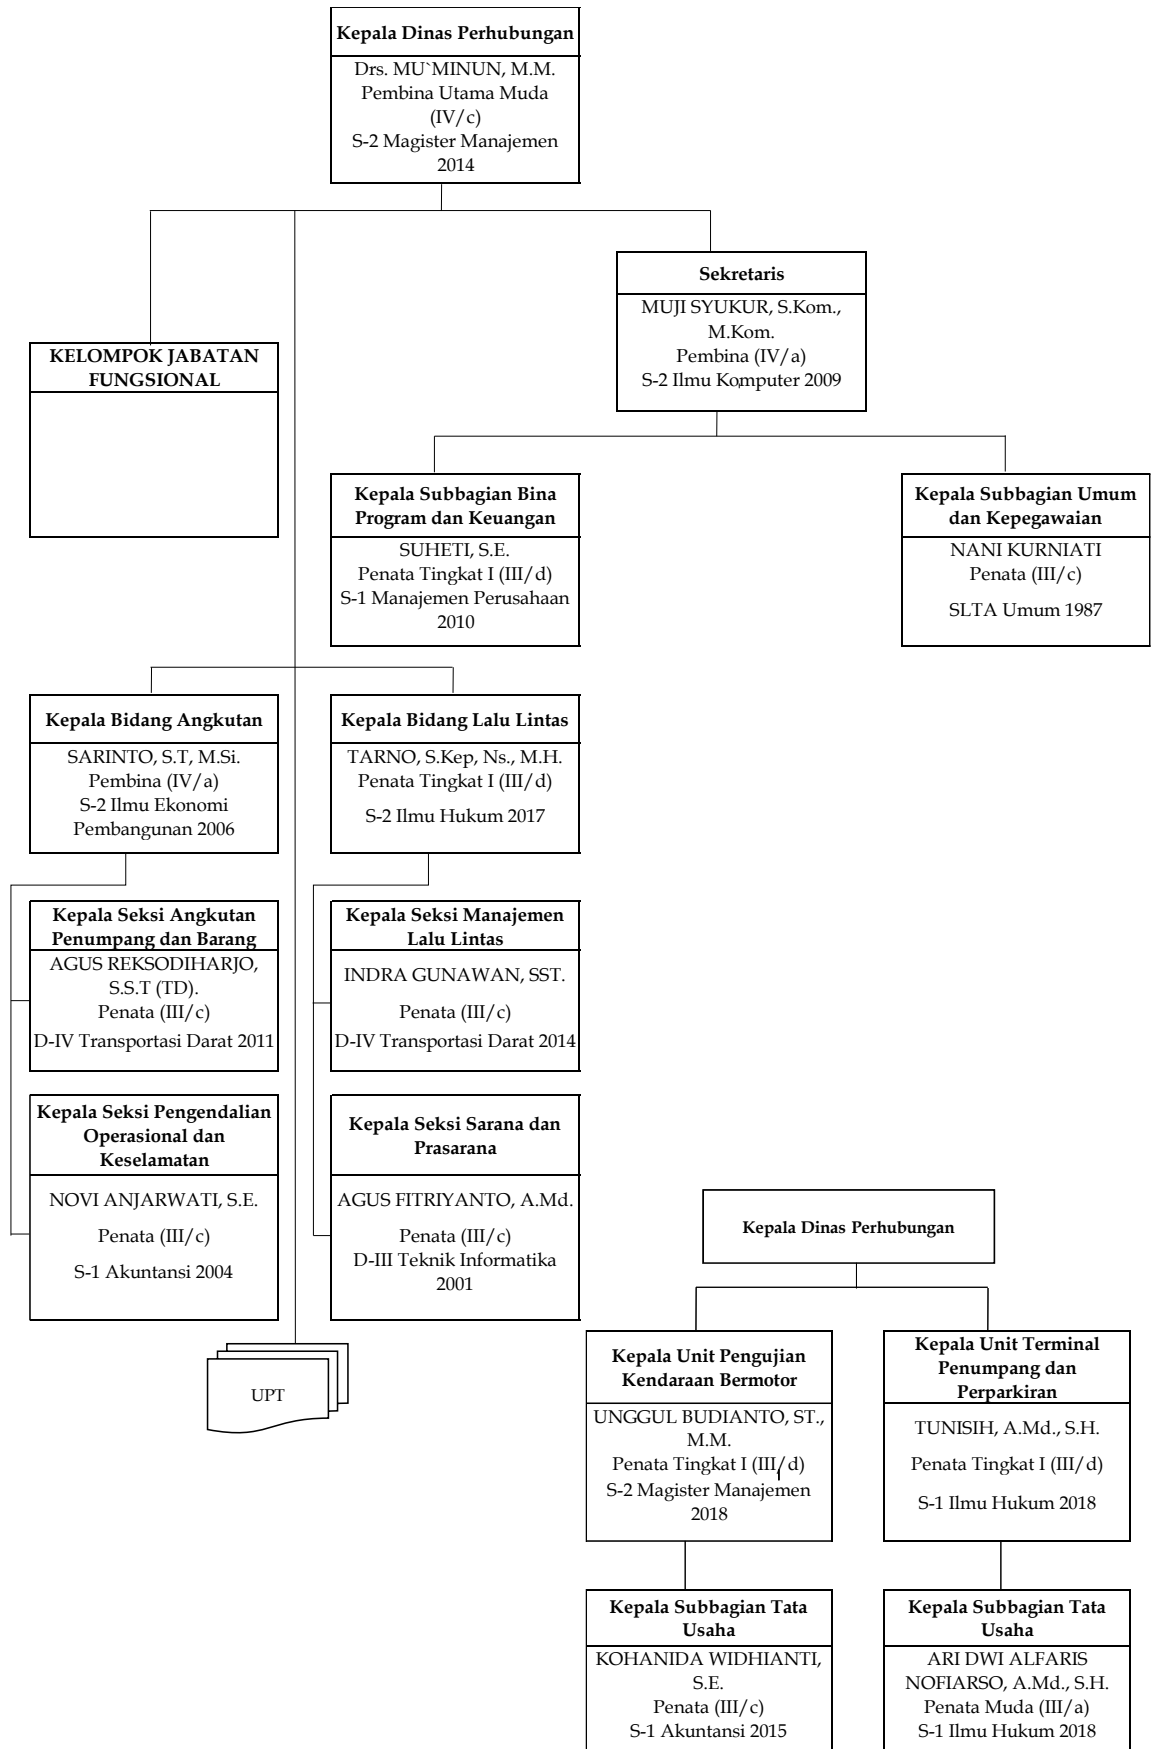 Kepala Dinas Perhubungan
Drs. MU`MINUN, M.M.
Pembina Utama Muda
(IV/c)
S-2 Magister Manajemen
2014
Sekretaris
MUJI SYUKUR, S.Kom.,
M.Kom.
Pembina (IV/a)
S-2 Ilmu Komputer 2009
KELOMPOK JABATAN
FUNGSIONAL
Kepala Subbagian Bina
Program dan Keuangan
SUHETI, S.E.
Penata Tingkat I (III/d)
S-1 Manajemen Perusahaan
2010
Kepala Subbagian Umum
dan Kepegawaian
NANI KURNIATI
Penata (III/c)
SLTA Umum 1987
Kepala Bidang Angkutan
SARINTO, S.T, M.Si.
Pembina (IV/a)
S-2 Ilmu Ekonomi
Pembangunan 2006
Kepala Bidang Lalu Lintas
TARNO, S.Kep, Ns., M.H.
Penata Tingkat I (III/d)
S-2 Ilmu Hukum 2017
Kepala Seksi Angkutan
Penumpang dan Barang
AGUS REKSODIHARJO,
S.S.T (TD).
Penata (III/c)
D-IV Transportasi Darat 2011
Kepala Seksi Manajemen
Lalu Lintas
INDRA GUNAWAN, SST.
Penata (III/c)
D-IV Transportasi Darat 2014
Kepala Seksi Pengendalian
Operasional dan
Keselamatan
NOVI ANJARWATI, S.E.
Penata (III/c)
S-1 Akuntansi 2004
Kepala Seksi Sarana dan
Prasarana
AGUS FITRIYANTO, A.Md.
Penata (III/c)
D-III Teknik Informatika
2001
UPT
Kepala Dinas Perhubungan
Kepala Unit Pengujian
Kendaraan Bermotor
UNGGUL BUDIANTO, ST.,
M.M.
Penata Tingkat I (III/d)
S-2 Magister Manajemen
2018
Kepala Unit Terminal
Penumpang dan
Perparkiran
TUNISIH, A.Md., S.H.
Penata Tingkat I (III/d)
S-1 Ilmu Hukum 2018
Kepala Subbagian Tata
Usaha
KOHANIDA WIDHIANTI,
S.E.
Penata (III/c)
S-1 Akuntansi 2015
Kepala Subbagian Tata
Usaha
ARI DWI ALFARIS
NOFIARSO, A.Md., S.H.
Penata Muda (III/a)
S-1 Ilmu Hukum 2018